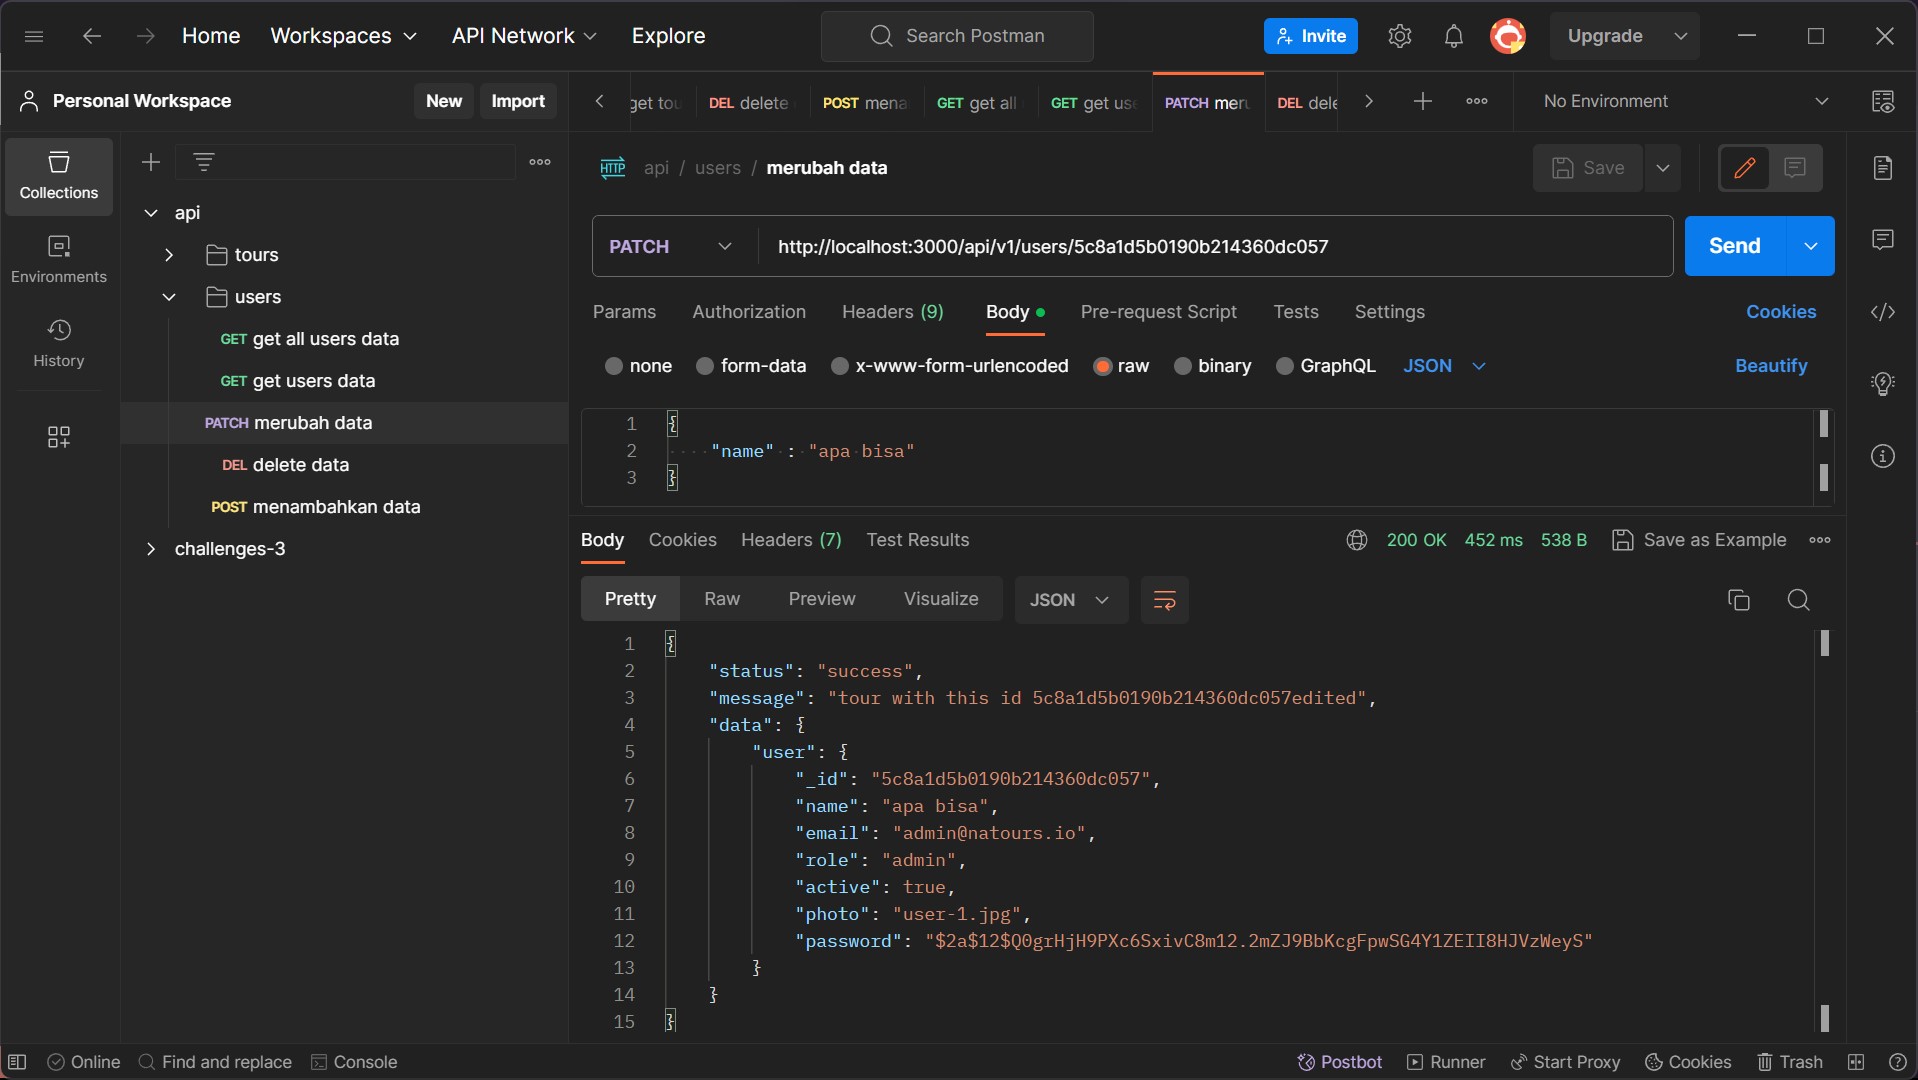 Home Workspaces API Network Explore Search Postman Invite Upgrade
Personal Workspace New Import
get tou DEL delete POST mena GET get all GET get use PATCH meru DEL dele No Environment
Collections
Environments
History
api
tours
users
GET get all users data
GET get users data
PATCH merubah data
DEL delete data
POST menambahkan data
challenges-3
HTTP api / users / merubah data Save
PATCH http://localhost:3000/api/v1/users/5c8a1d5b0190b214360dc057 Send
Params Authorization Headers (9) Body Pre-request Script Tests Settings Cookies
none form-data x-www-form-urlencoded raw binary GraphQL JSON Beautify
1 {
2 "name" : "apa bisa"
3 }
Body Cookies Headers (7) Test Results 200 OK 452 ms 538 B Save as Example
Pretty Raw Preview Visualize JSON
1 {
2 "status": "success",
3 "message": "tour with this id 5c8a1d5b0190b214360dc057edited",
4 "data": {
5 "user": {
6 "_id": "5c8a1d5b0190b214360dc057",
7 "name": "apa bisa",
8 "email": "admin@natours.io",
9 "role": "admin",
10 "active": true,
11 "photo": "user-1.jpg",
12 "password": "$2a$12$Q0grHjH9PXc6SxivC8m12.2mZJ9BbKcgFpwSG4Y1ZEII8HJVzWeyS"
13 }
14 }
15 }
Online Find and replace Console Postbot Runner Start Proxy Cookies Trash